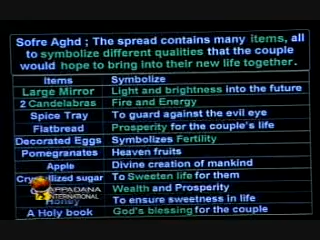 Sofre Aghd ; The spread contains many items, all
to symbolize different qualities that the couple
would hope to bring into their new life together.
Items Symbolize
Large Mirror Light and brightness into the future
2 Candelabras Fire and Energy
Spice Tray To guard against the evil eye
Flatbread Prosperity for the couple's life
Decorated Eggs Symbolizes Fertility
Pomegranates Heaven fruits
Apple Divine creation of mankind
Crystallized sugar To Sweeten life for them
Wealth and Prosperity
Honey To ensure sweetness in life
A Holy book God's blessing for the couple
APPADANA
INTERNATIONAL